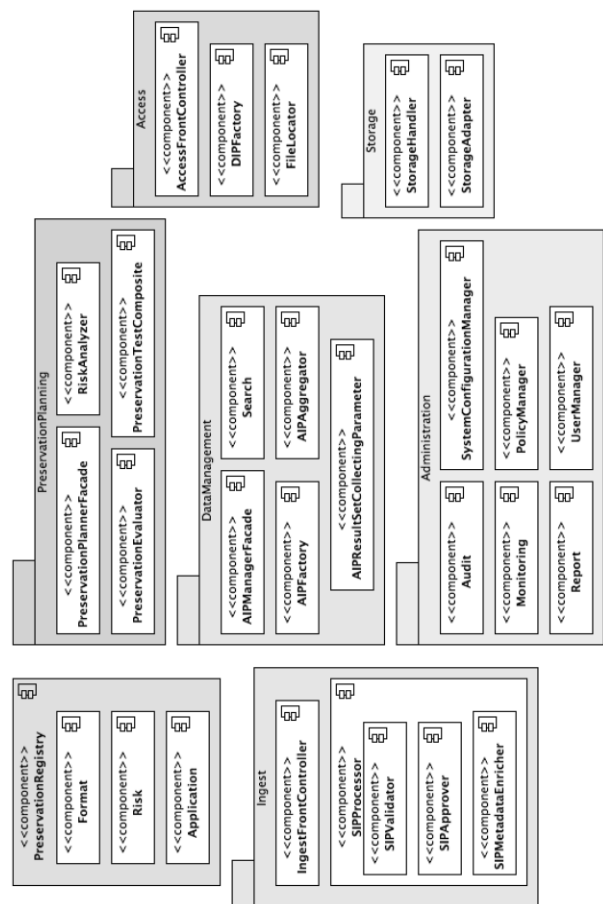 <<component>>
PreservationRegistry
<<component>>
Format
<<component>>
Risk
<<component>>
Application
PreservationPlanning
<<component>>
PreservationPlannerFacade
<<component>>
RiskAnalyzer
<<component>>
PreservationEvaluator
<<component>>
PreservationTestComposite
Access
<<component>>
AccessFrontController
<<component>>
DIPFactory
<<component>>
FileLocator
DataManagement
<<component>>
AIPManagerFacade
<<component>>
Search
<<component>>
AIPFactory
<<component>>
AIPAggregator
<<component>>
AIPResultSetCollectingParameter
Ingest
<<component>>
IngestFrontController
<<component>>
SIPProcessor
<<component>>
SIPValidator
<<component>>
SIPApprover
<<component>>
SIPMetadataEnricher
Administration
<<component>>
Audit
<<component>>
SystemConfigurationManager
<<component>>
Monitoring
<<component>>
PolicyManager
<<component>>
Report
<<component>>
UserManager
Storage
<<component>>
StorageHandler
<<component>>
StorageAdapter